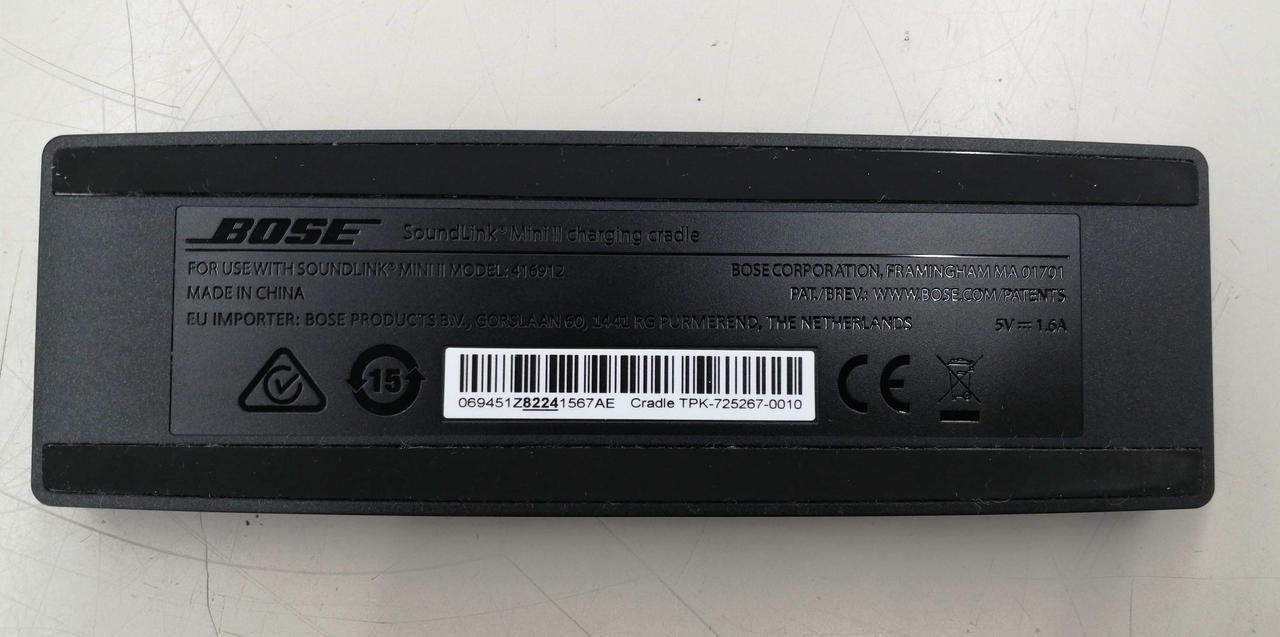 BOSE SoundLink® Mini II charging cradle
FOR USE WITH SOUNDLINK® MINI II MODEL: 416912 BOSE CORPORATION, FRAMINGHAM MA 01701
MADE IN CHINA PAT./BREV.: WWW.BOSE.COM/PATENTS
EU IMPORTER: BOSE PRODUCTS B.V., GORSLAAN 60, 1441 RG PURMEREND, THE NETHERLANDS 5V ⎓ 1.6A
15
CE
069451Z82241567AE Cradle TPK-725267-0010